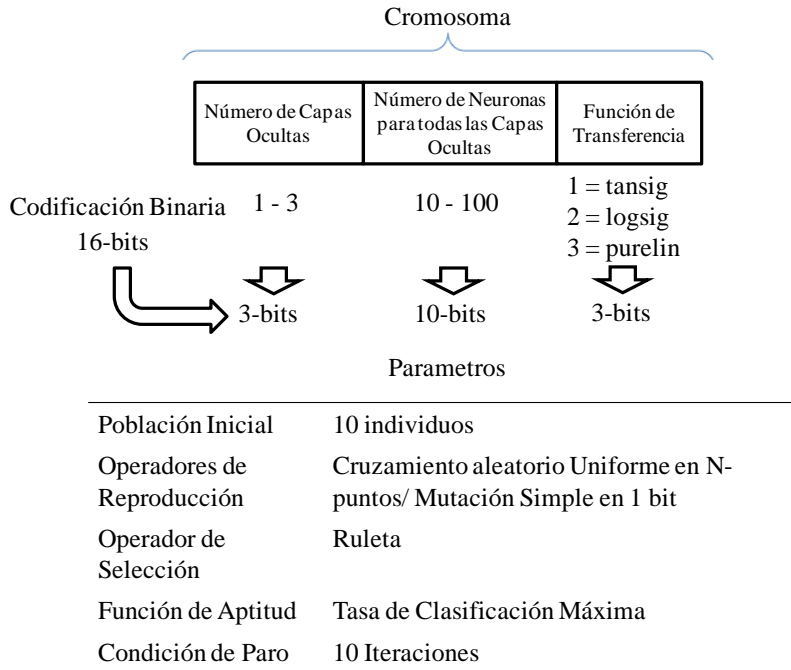 Cromosoma
Número de Capas
Ocultas
Número de Neuronas
para todas las Capas
Ocultas
Función de
Transferencia
Codificación Binaria
16-bits
1 - 3
10 - 100
1 = tansig
2 = logsig
3 = purelin
3-bits
10-bits
3-bits
Parametros
Población Inicial
10 individuos
Operadores de
Reproducción
Cruzamiento aleatorio Uniforme en N-
puntos/ Mutación Simple en 1 bit
Operador de
Selección
Ruleta
Función de Aptitud
Tasa de Clasificación Máxima
Condición de Paro
10 Iteraciones